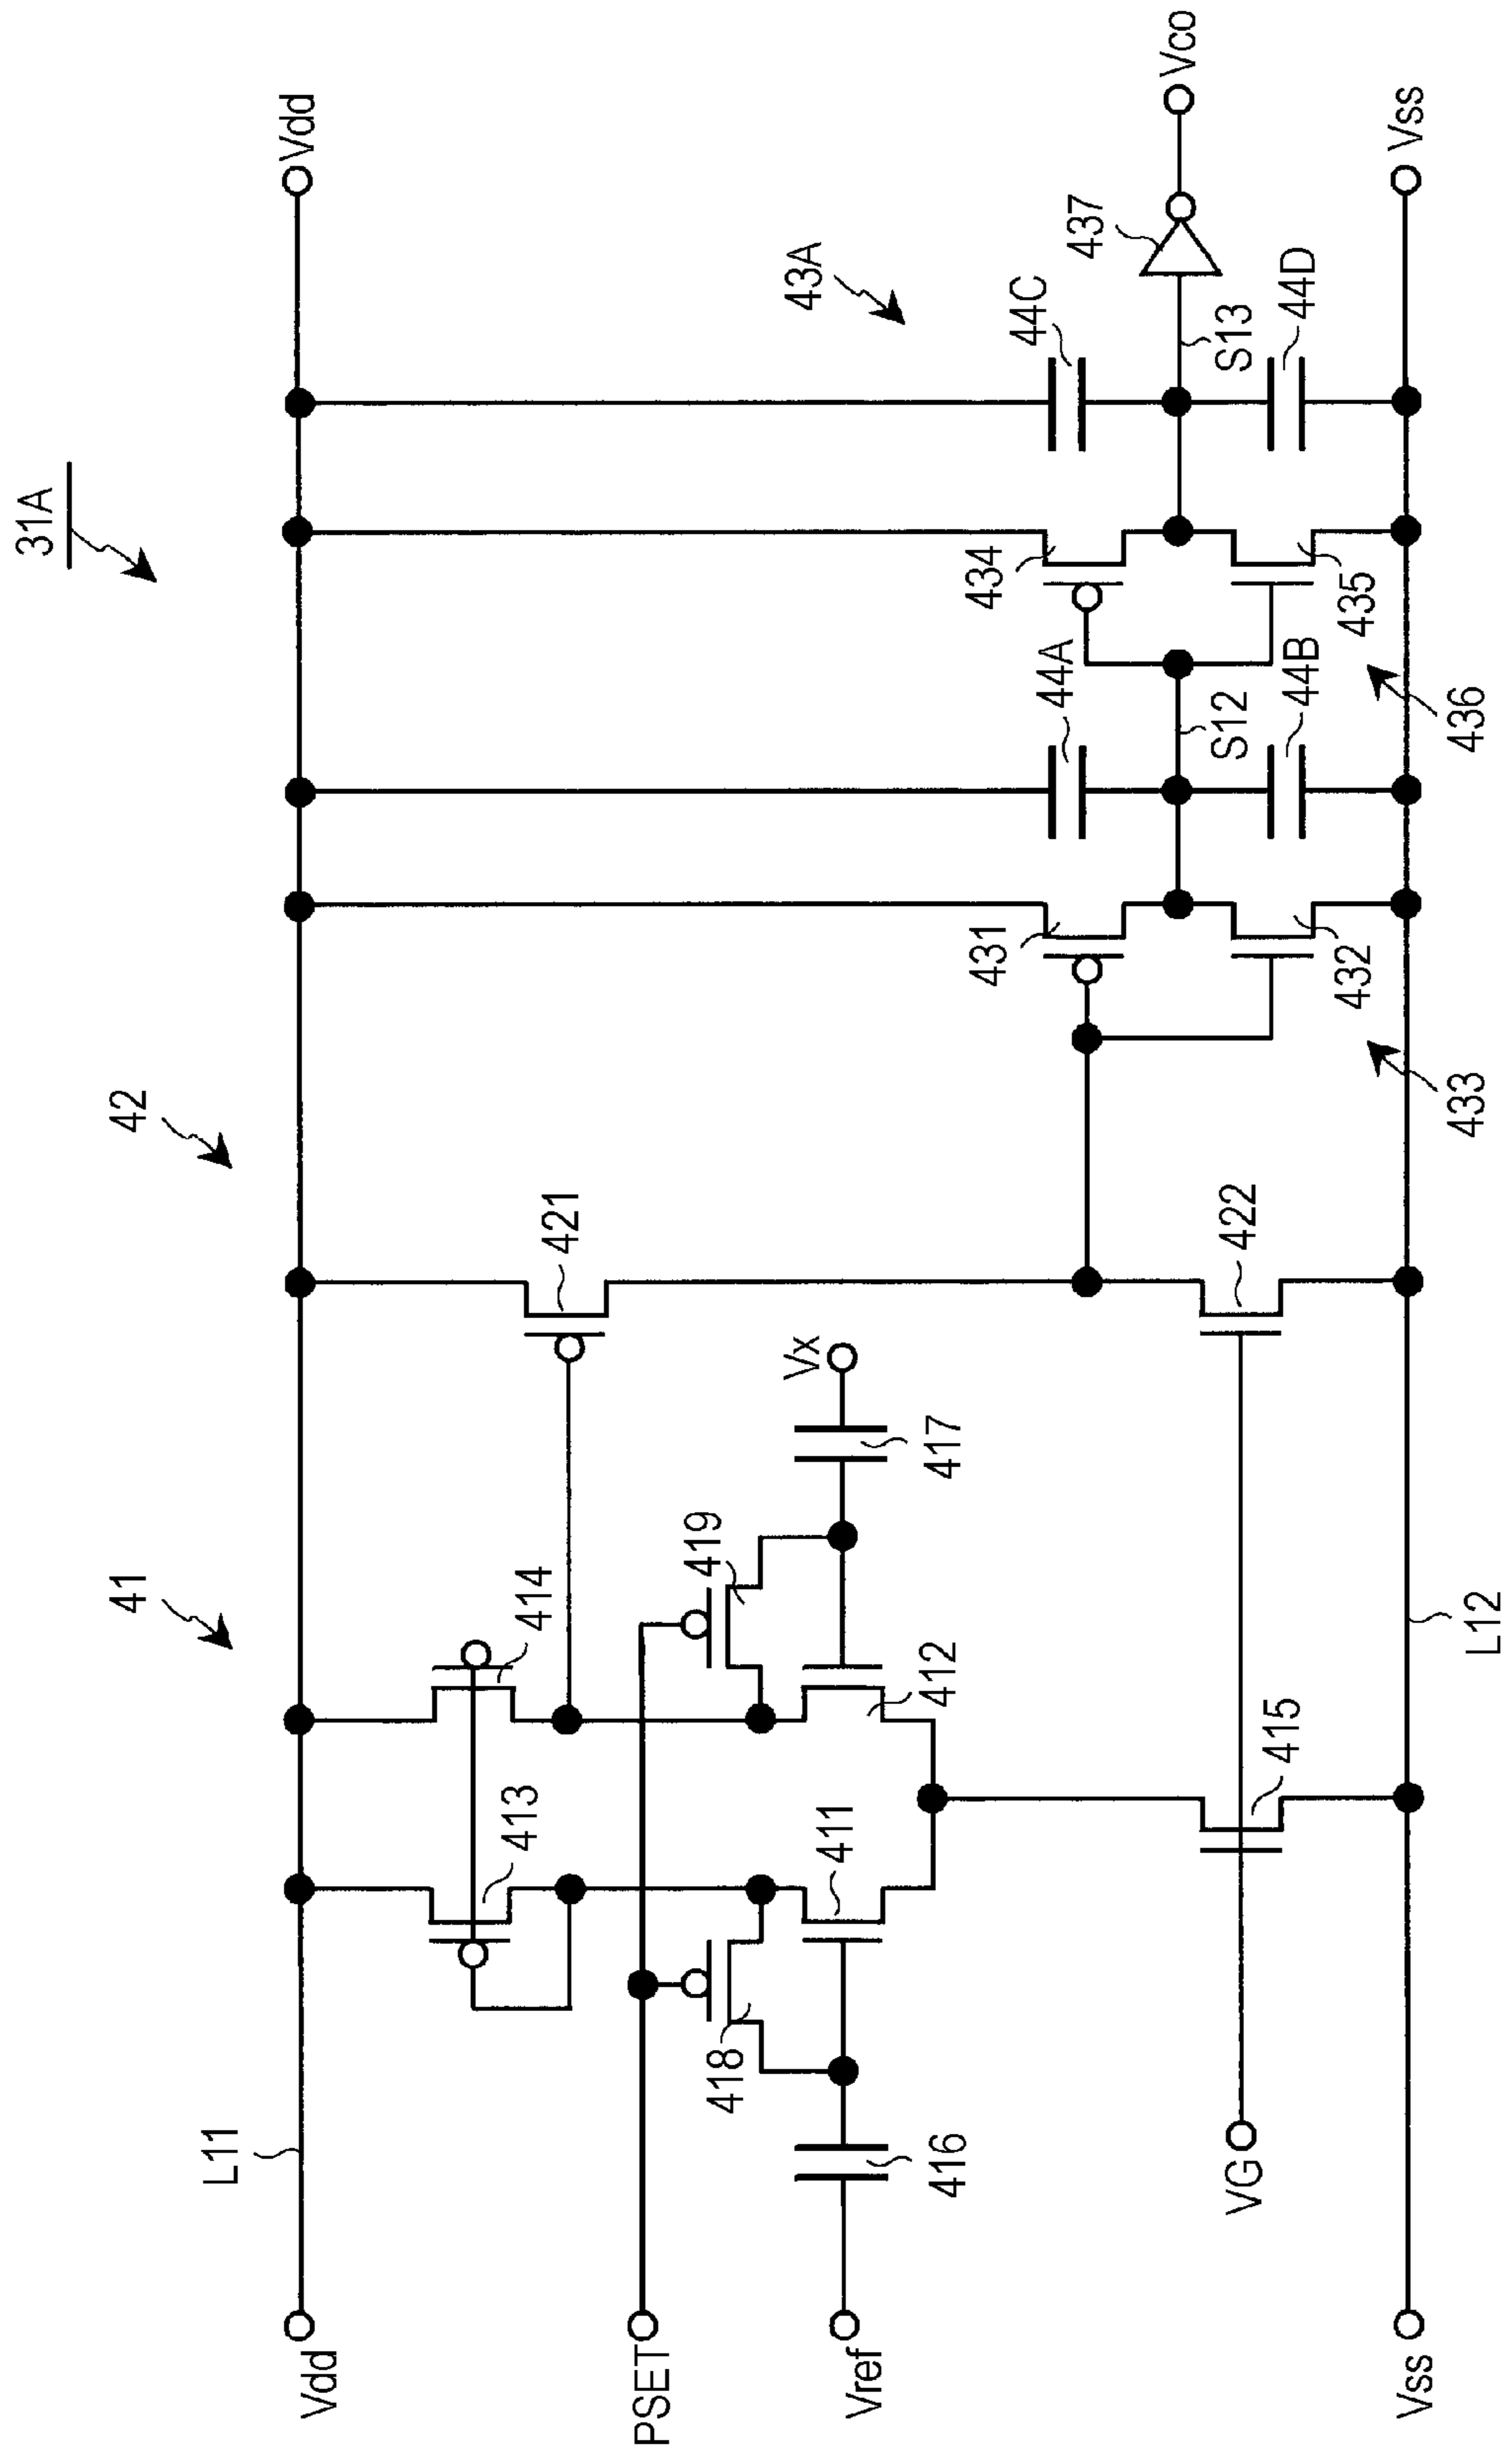 31A
41
42
43A
L11
Vdd
Vdd
413
414
421
PSET
418
419
Vref
416
411
412
417
Vx
431
44A
434
44C
437
Vco
S12
S13
VG
415
422
432
44B
435
44D
Vss
L12
433
436
Vss